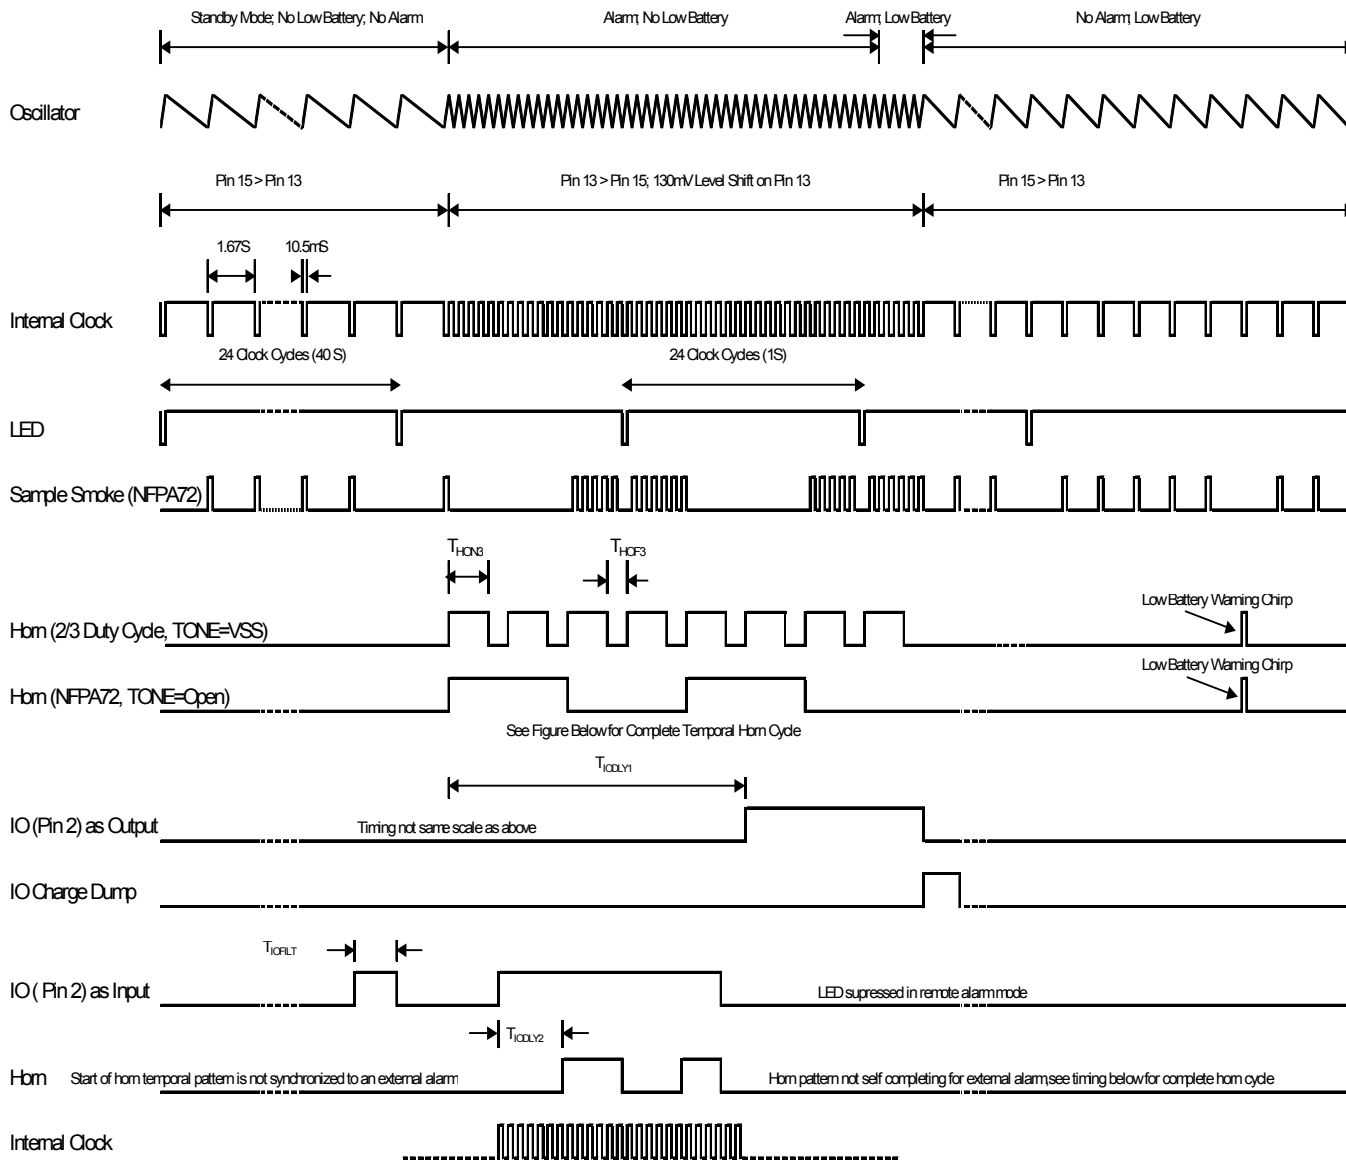 Standby Mode; No Low Battery; No Alarm
Alarm; No Low Battery
Alarm; Low Battery
No Alarm; Low Battery
Oscillator
Pin 15 > Pin 13
Pin 13 > Pin 15; 130mV Level Shift on Pin 13
Pin 15 > Pin 13
1.67S
10.5mS
Internal Clock
24 Clock Cycles (40 S)
24 Clock Cycles (1S)
LED
Sample Smoke (NFPA72)
THON3
THOF3
Low Battery Warning Chirp
Horn (2/3 Duty Cycle, TONE=VSS)
Low Battery Warning Chirp
Horn (NFPA72, TONE=Open)
See Figure Below for Complete Temporal Horn Cycle
TIODLY1
IO (Pin 2) as Output
Timing not same scale as above
IO Charge Dump
TIOFILT
IO ( Pin 2) as Input
LED supressed in remote alarm mode
TIODLY2
Horn
Start of horn temporal pattern is not synchronized to an external alarm
Horn pattern not self completing for external alarm,see timing below for complete horn cycle
Internal Clock